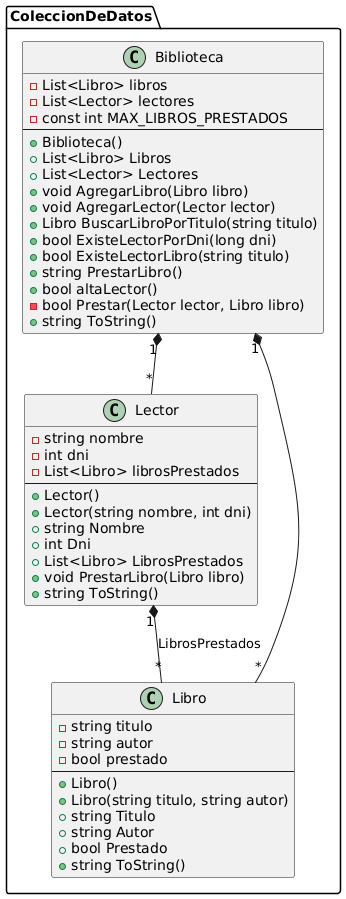 ColeccionDeDatos
C Biblioteca
List<Libro> libros
List<Lector> lectores
const int MAX_LIBROS_PRESTADOS
Biblioteca()
List<Libro> Libros
List<Lector> Lectores
void AgregarLibro(Libro libro)
void AgregarLector(Lector lector)
Libro BuscarLibroPorTitulo(string titulo)
bool ExisteLectorPorDni(long dni)
bool ExisteLectorLibro(string titulo)
string PrestarLibro()
bool altaLector()
bool Prestar(Lector lector, Libro libro)
string ToString()
1
1
*
C Lector
string nombre
int dni
List<Libro> librosPrestados
Lector()
Lector(string nombre, int dni)
string Nombre
int Dni
List<Libro> LibrosPrestados
void PrestarLibro(Libro libro)
string ToString()
1
LibrosPrestados
*
*
C Libro
string titulo
string autor
bool prestado
Libro()
Libro(string titulo, string autor)
string Titulo
string Autor
bool Prestado
string ToString()